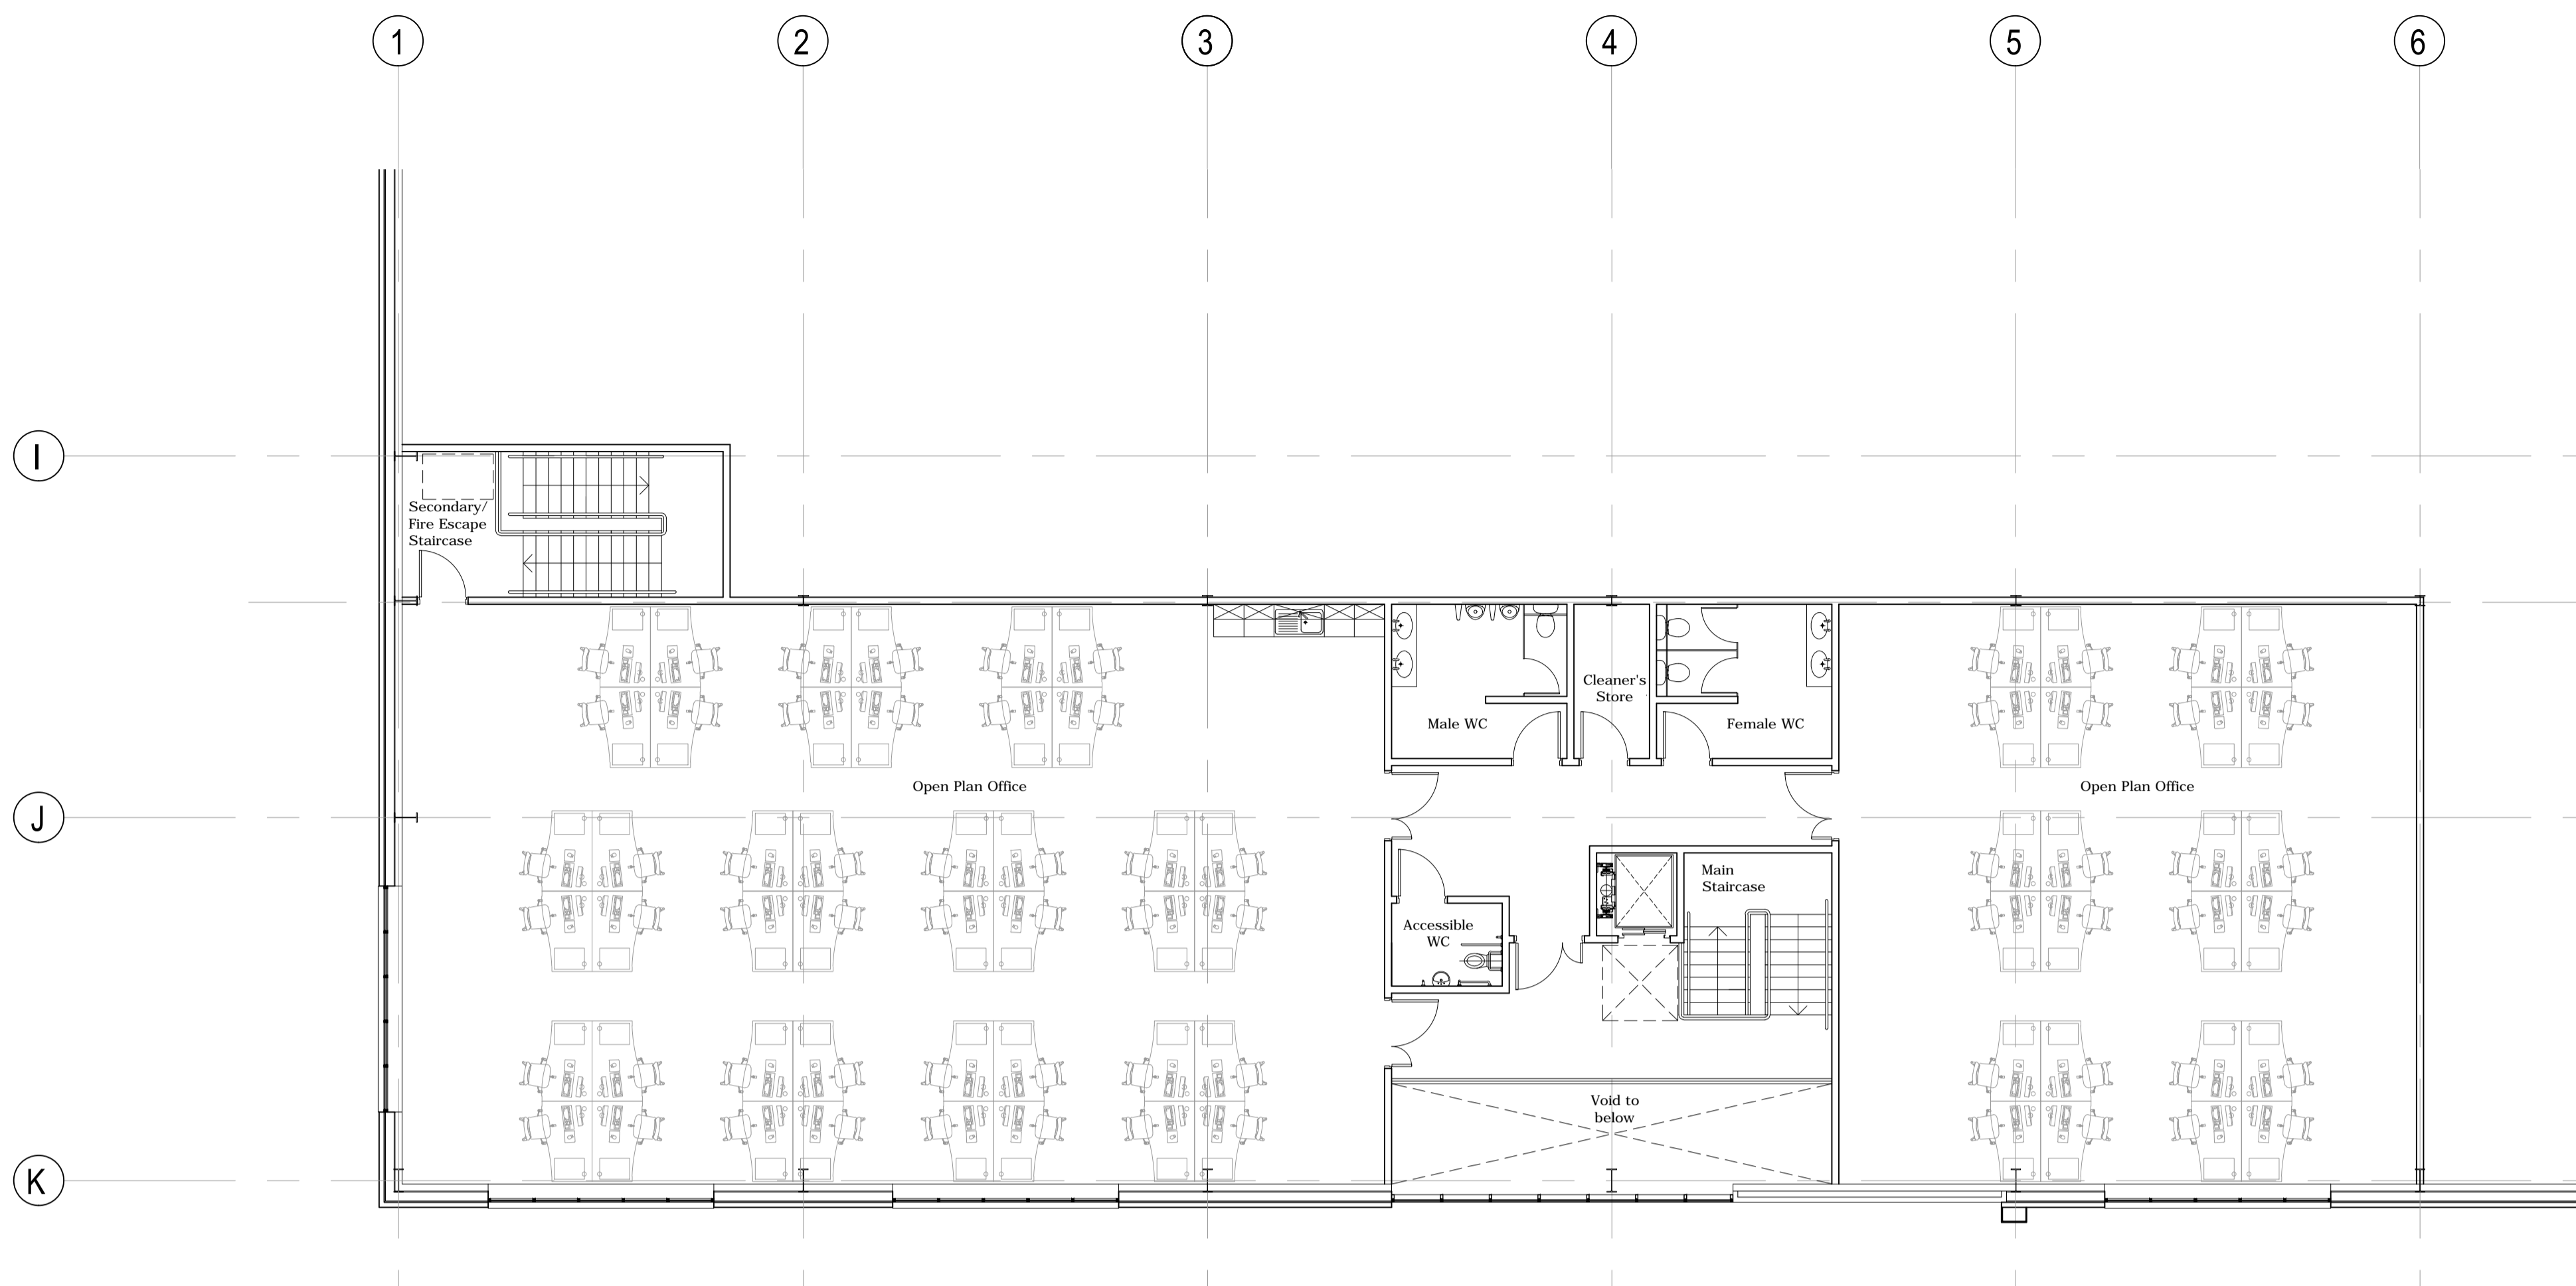 1
2
3
4
5
6
I
Secondary/
Fire Escape
Staircase
Cleaner's
Store
Male WC
Female WC
Open Plan Office
Open Plan Office
J
Main
Staircase
Accessible
WC
Void to
below
K